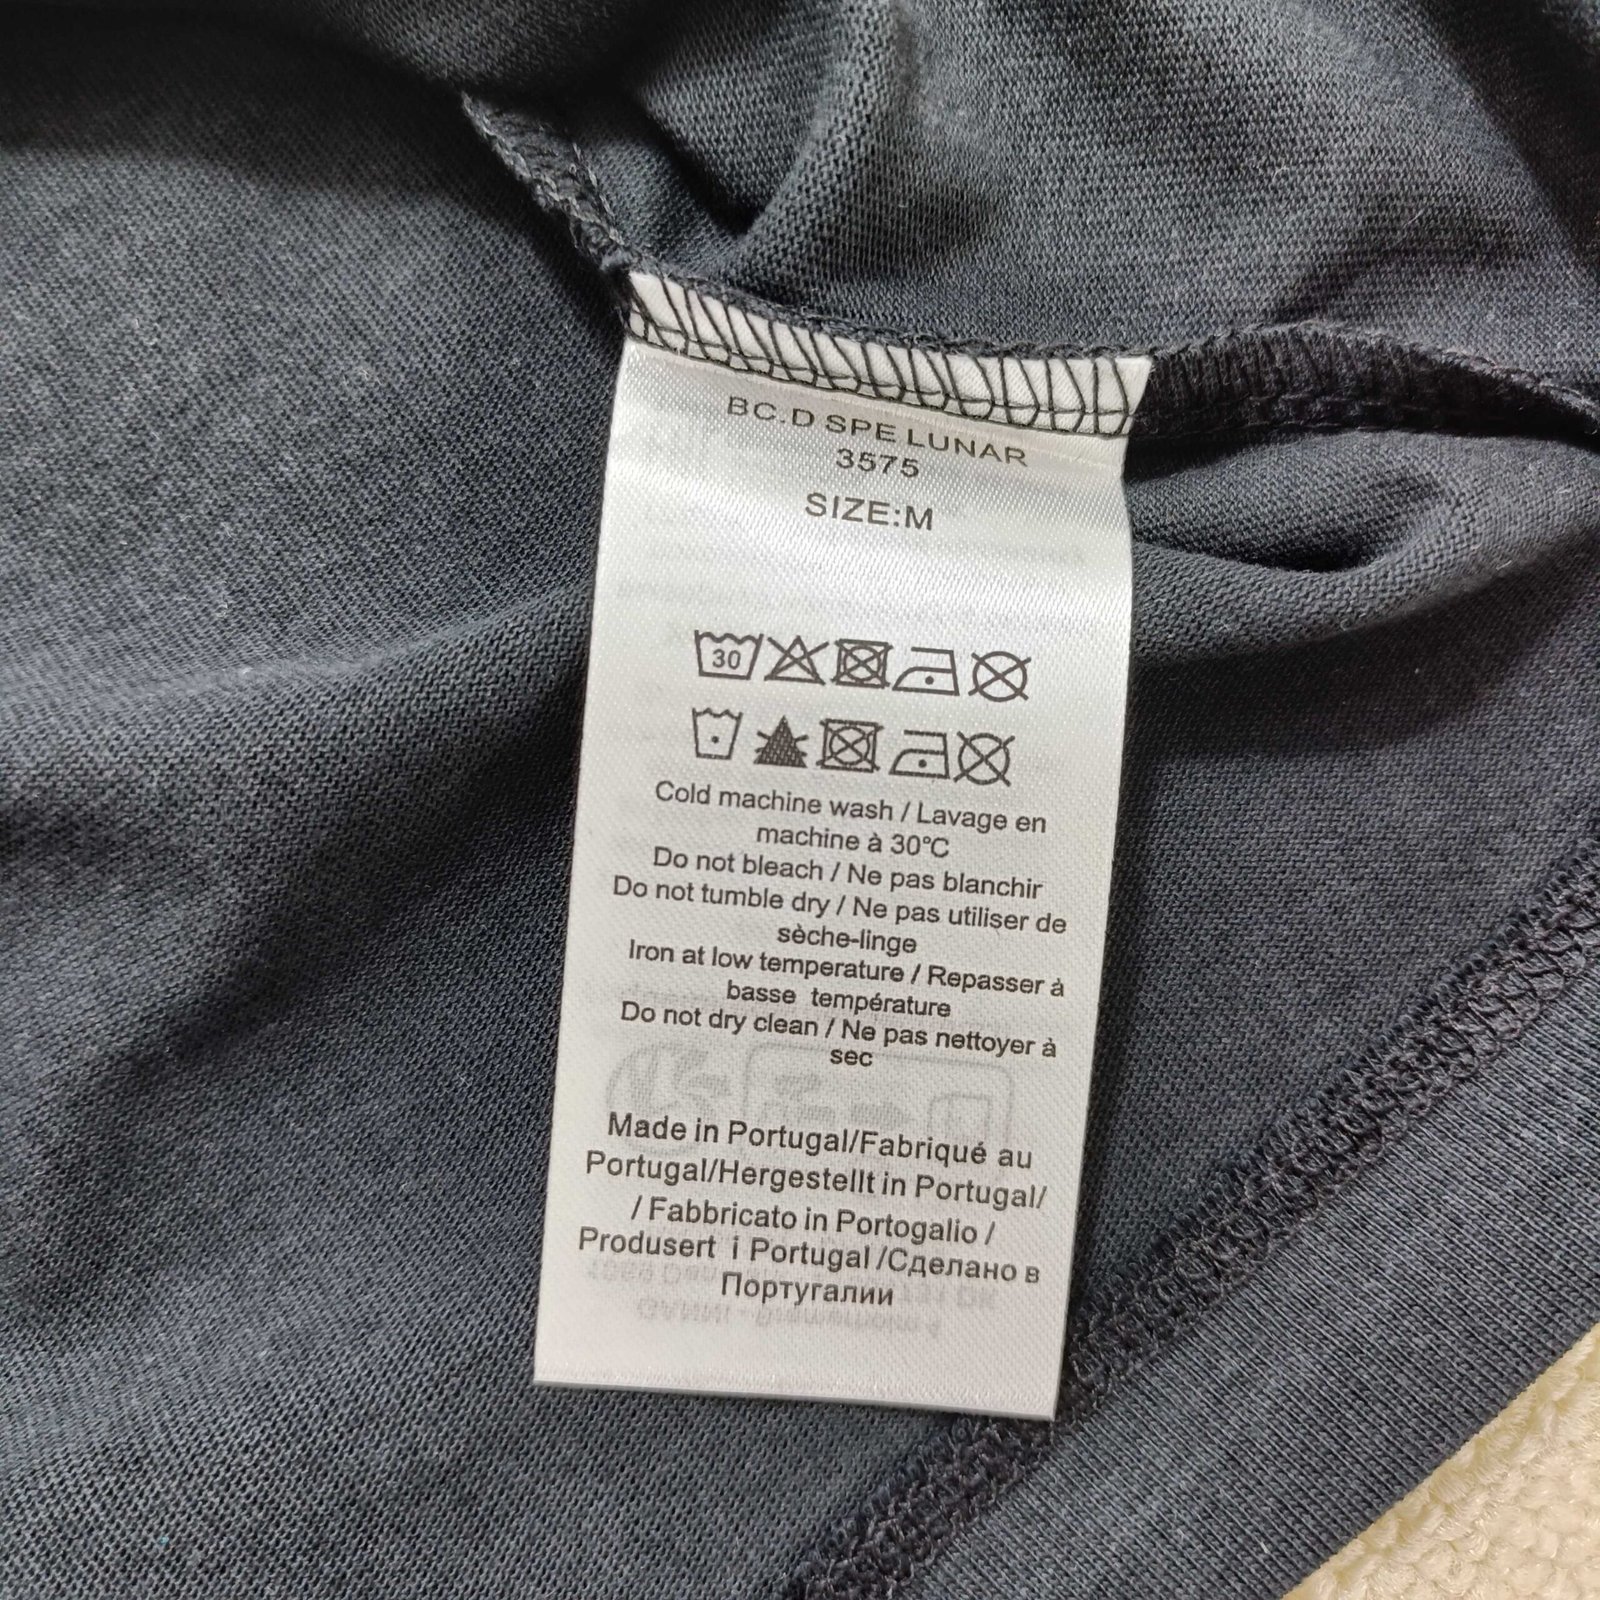 BC.D SPE LUNAR
3575
SIZE:M
30
Cold machine wash / Lavage en
machine à 30°C
Do not bleach / Ne pas blanchir
Do not tumble dry / Ne pas utiliser de
sèche-linge
Iron at low temperature / Repasser à
basse température
Do not dry clean / Ne pas nettoyer à
sec
Made in Portugal/Fabriqué au
Portugal/Hergestellt in Portugal/
/ Fabbricato in Portogalio /
Produsert i Portugal /Сделано в
Португалии